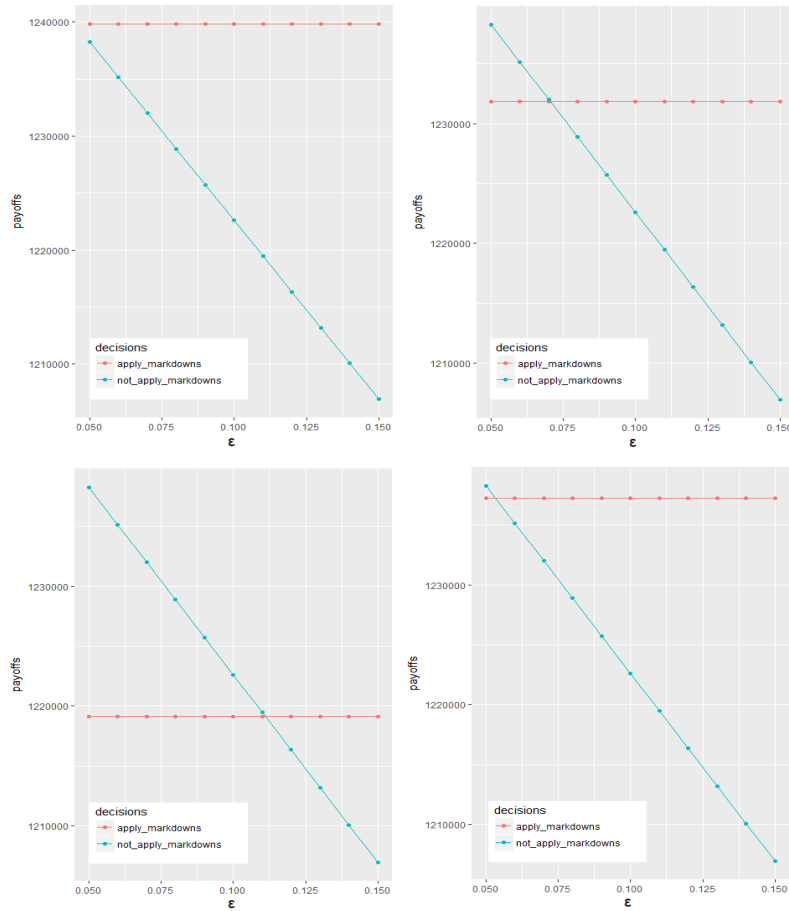 1240000
1230000
1220000
1210000
payoffs
decisions
apply_markdowns
not_apply_markdowns
0.050 0.075 0.100 0.125 0.150
ε
1230000
1220000
1210000
payoffs
decisions
apply_markdowns
not_apply_markdowns
0.050 0.075 0.100 0.125 0.150
ε
1230000
1220000
1210000
payoffs
decisions
apply_markdowns
not_apply_markdowns
0.050 0.075 0.100 0.125 0.150
ε
1230000
1220000
1210000
payoffs
decisions
apply_markdowns
not_apply_markdowns
0.050 0.075 0.100 0.125 0.150
ε